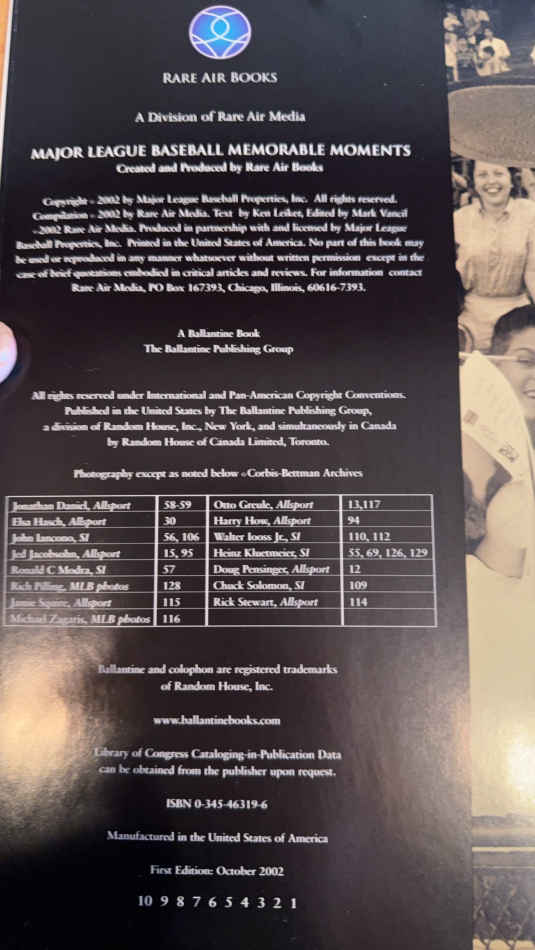 RARE AIR BOOKS
A Division of Rare Air Media
MAJOR LEAGUE BASEBALL MEMORABLE MOMENTS
Created and Produced by Rare Air Books
Copyright © 2002 by Major League Baseball Properties, Inc. All rights reserved.
Compilation © 2002 by Rare Air Media. Text by Ken Leiker, Edited by Mark Vancil
©2002 Rare Air Media. Produced in partnership with and licensed by Major League
Baseball Properties, Inc. Printed in the United States of America. No part of this book may
be used or reproduced in any manner whatsoever without written permission except in the
case of brief quotations embodied in critical articles and reviews. For information contact
Rare Air Media, PO Box 167393, Chicago, Illinois, 60616-7393.
A Ballantine Book
The Ballantine Publishing Group
All rights reserved under International and Pan-American Copyright Conventions.
Published in the United States by The Ballantine Publishing Group,
a division of Random House, Inc., New York, and simultaneously in Canada
by Random House of Canada Limited, Toronto.
Photography except as noted below ©Corbis-Bettman Archives
Jonathan Daniel, Allsport 58-59 Otto Greule, Allsport 13,117
Elsa Hasch, Allsport 30 Harry How, Allsport 94
John Iancono, SI 56, 106 Walter Iooss Jr., SI 110, 112
Jed Jacobsohn, Allsport 15, 95 Heinz Kluetmeier, SI 55, 69, 126, 129
Ronald C Modra, SI 57 Doug Pensinger, Allsport 12
Rich Pilling, MLB photos 128 Chuck Solomon, SI 109
Jamie Squire, Allsport 115 Rick Stewart, Allsport 114
Michael Zagaris, MLB photos 116
Ballantine and colophon are registered trademarks
of Random House, Inc.
www.ballantinebooks.com
Library of Congress Cataloging-in-Publication Data
can be obtained from the publisher upon request.
ISBN 0-345-46319-6
Manufactured in the United States of America
First Edition: October 2002
10 9 8 7 6 5 4 3 2 1